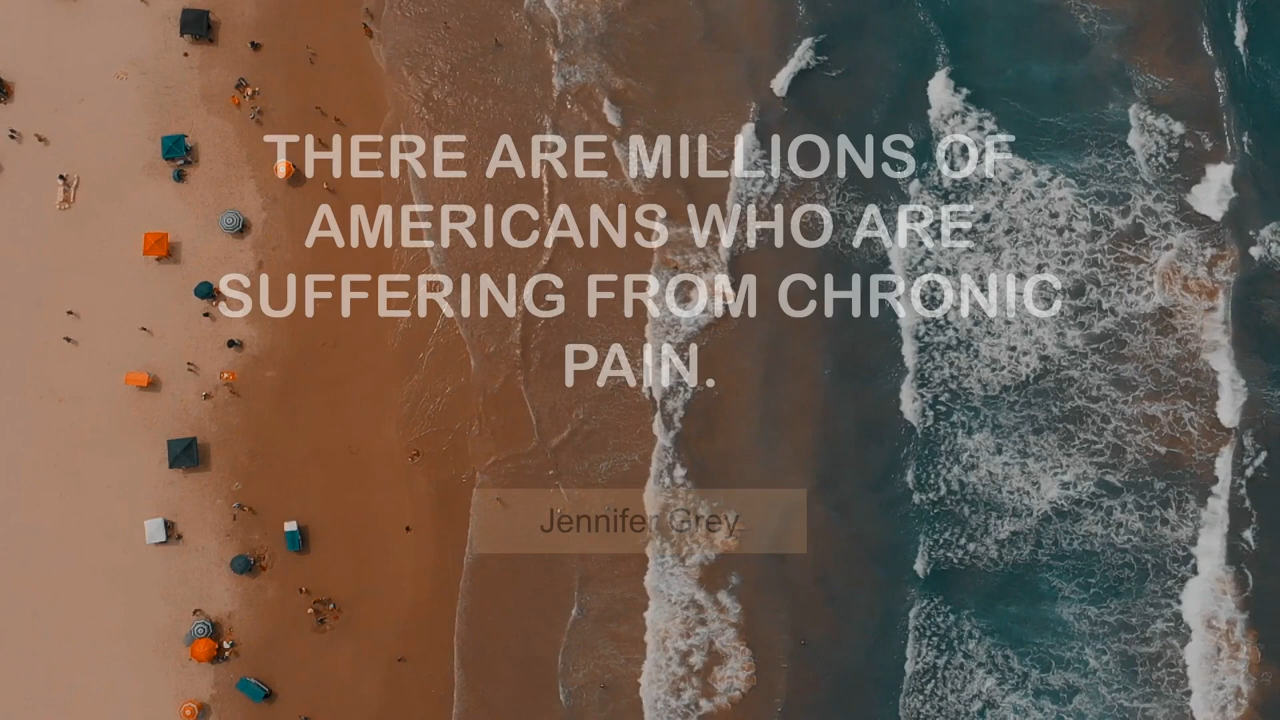 THERE ARE MILLIONS OF
AMERICANS WHO ARE
SUFFERING FROM CHRONIC
PAIN.
Jennifer Grey